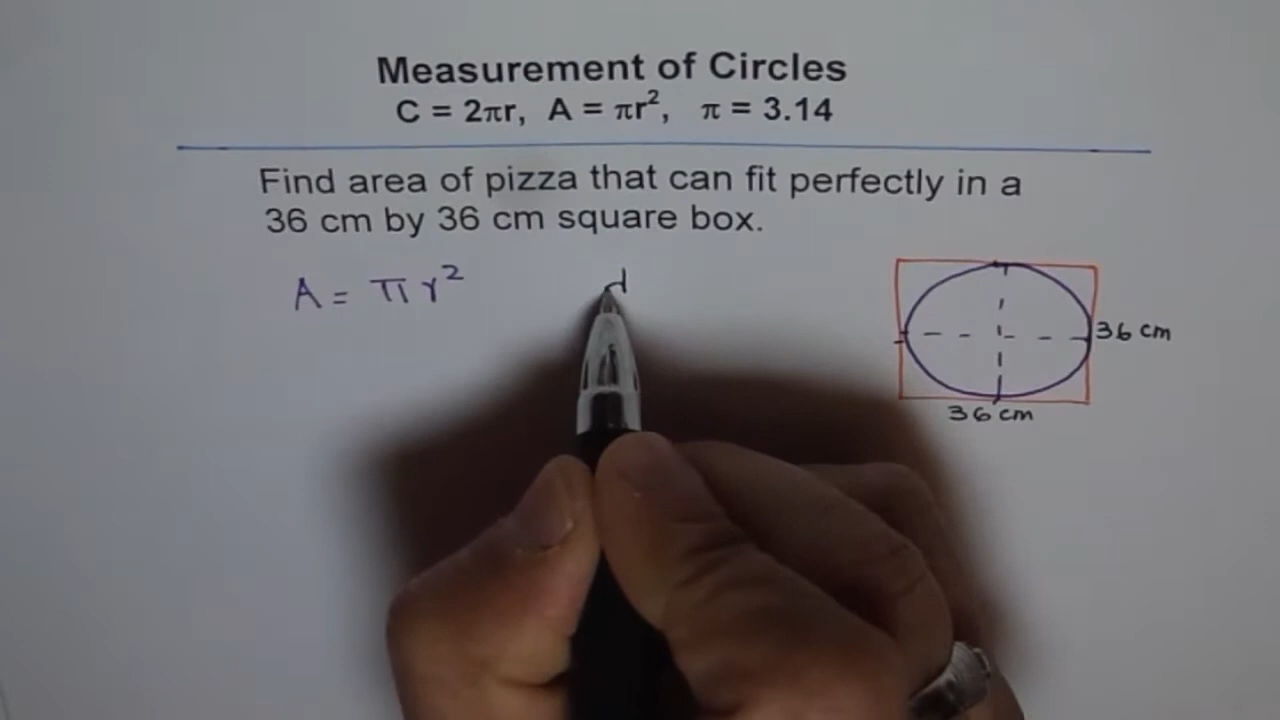 Measurement of Circles
C = 2πr, A = πr², π = 3.14
Find area of pizza that can fit perfectly in a
36 cm by 36 cm square box.
A = πr²
d
36 cm
36 cm